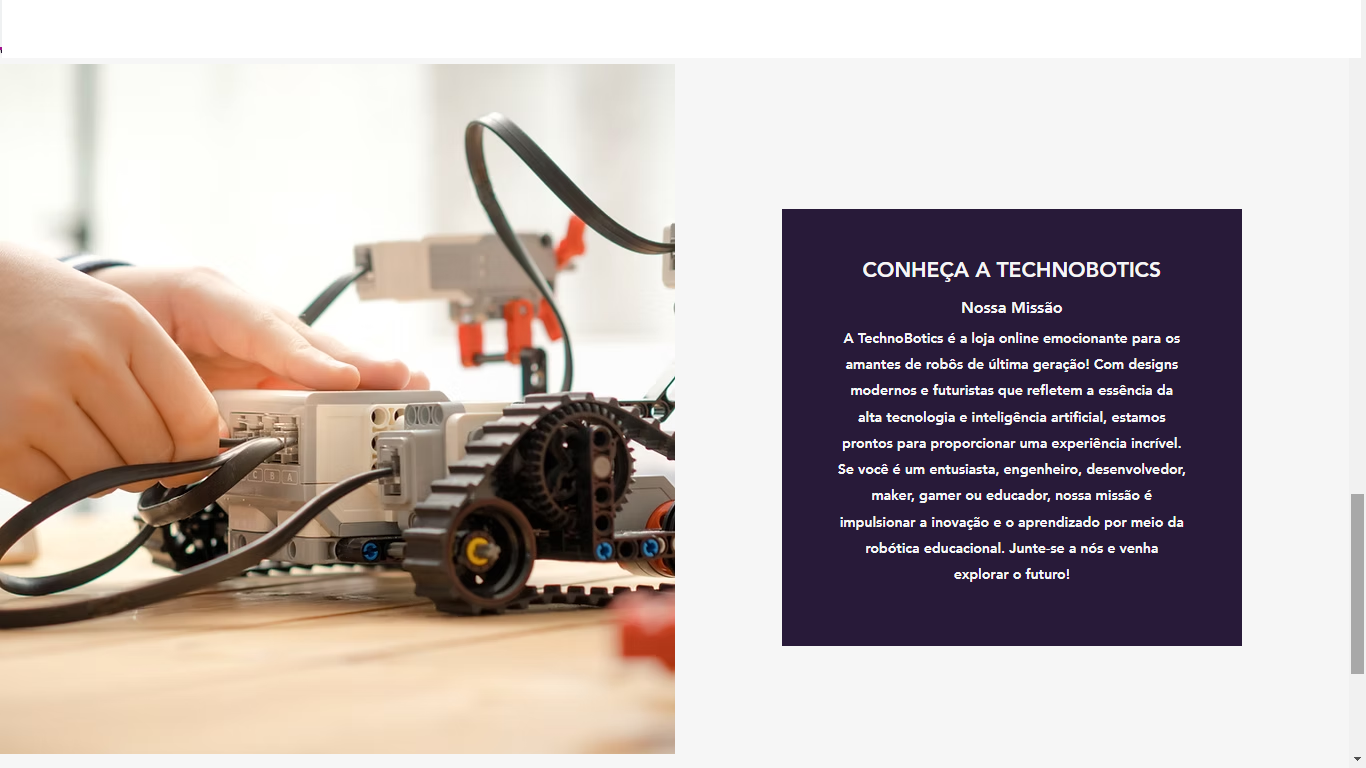 CONHEÇA A TECHNOBOTICS
Nossa Missão
A TechnoBotics é a loja online emocionante para os
amantes de robôs de última geração! Com designs
modernos e futuristas que refletem a essência da
alta tecnologia e inteligência artificial, estamos
prontos para proporcionar uma experiência incrível.
Se você é um entusiasta, engenheiro, desenvolvedor,
maker, gamer ou educador, nossa missão é
impulsionar a inovação e o aprendizado por meio da
robótica educacional. Junte-se a nós e venha
explorar o futuro!
C B A